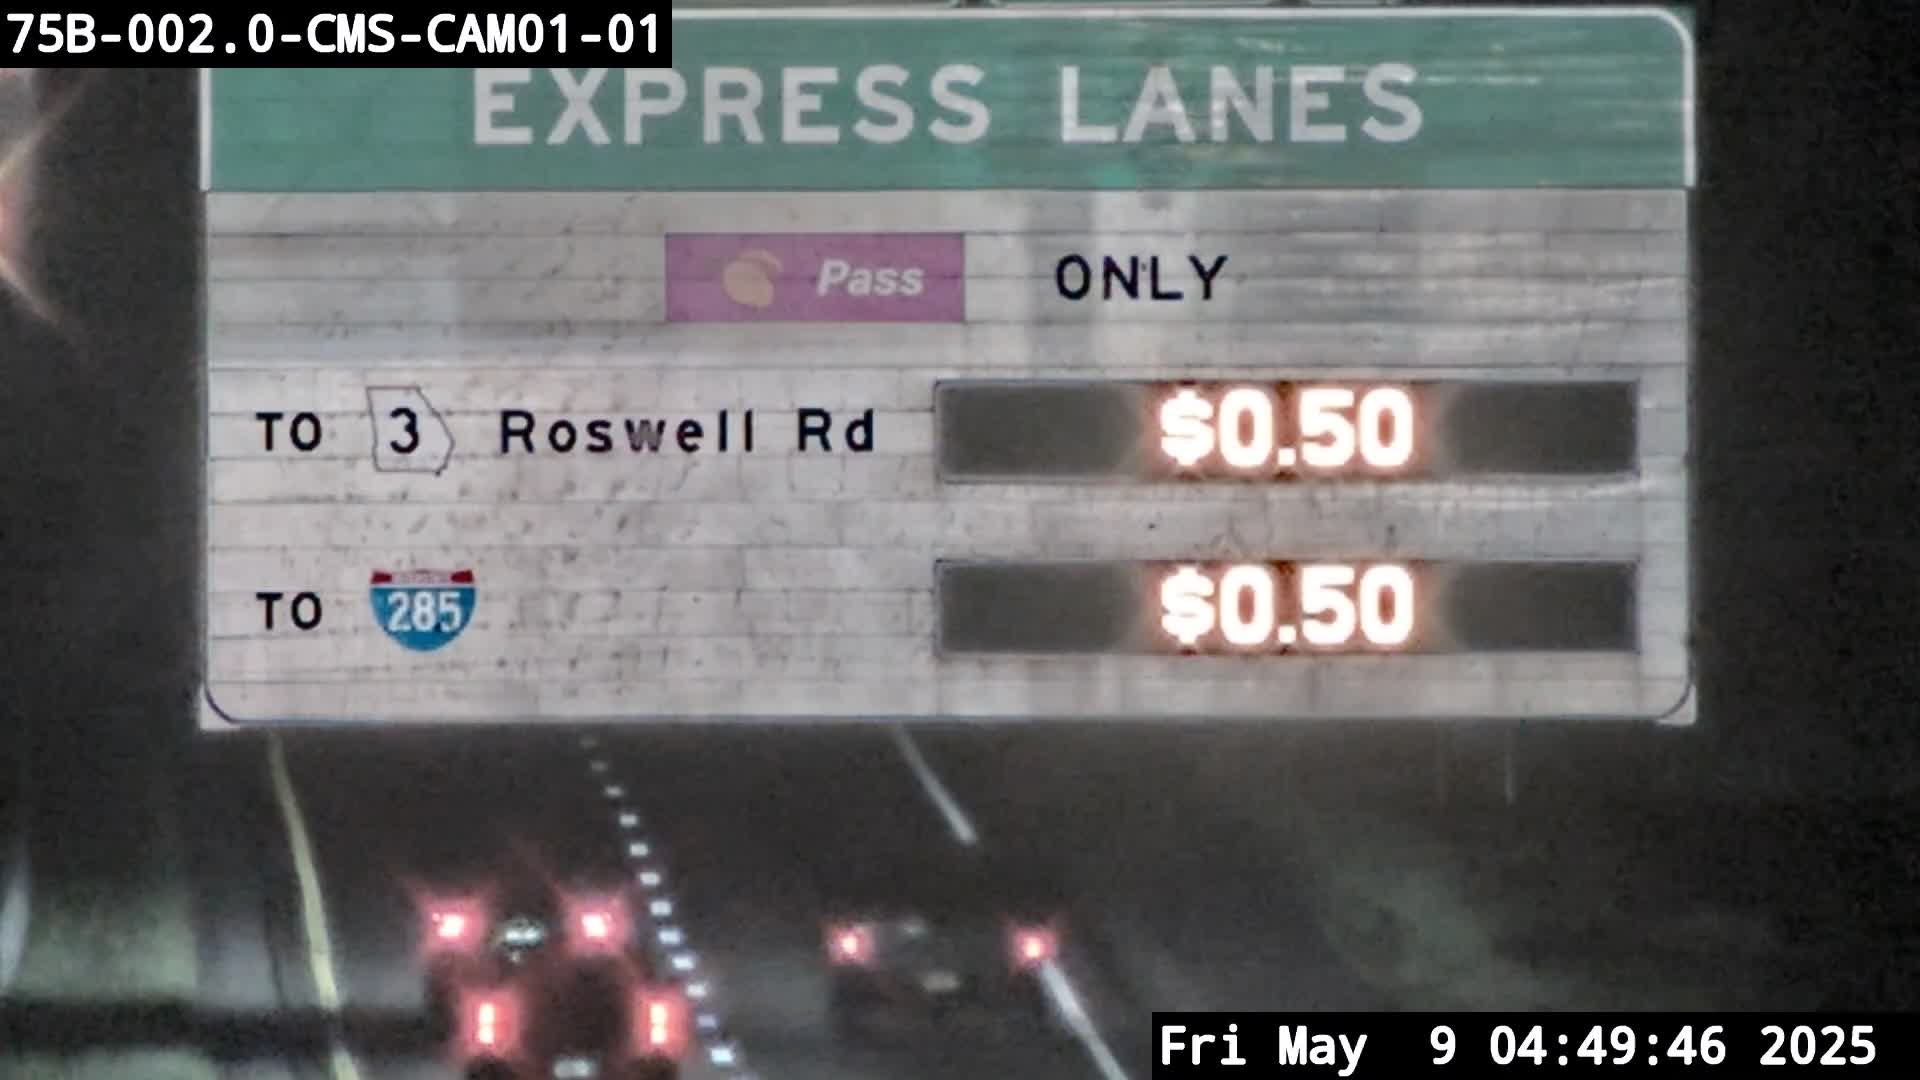 75B-002.0-CMS-CAM01-01
EXPRESS LANES
Pass ONLY
TO 3 Roswell Rd $0.50
TO 285 $0.50
Fri May 9 04:49:46 2025